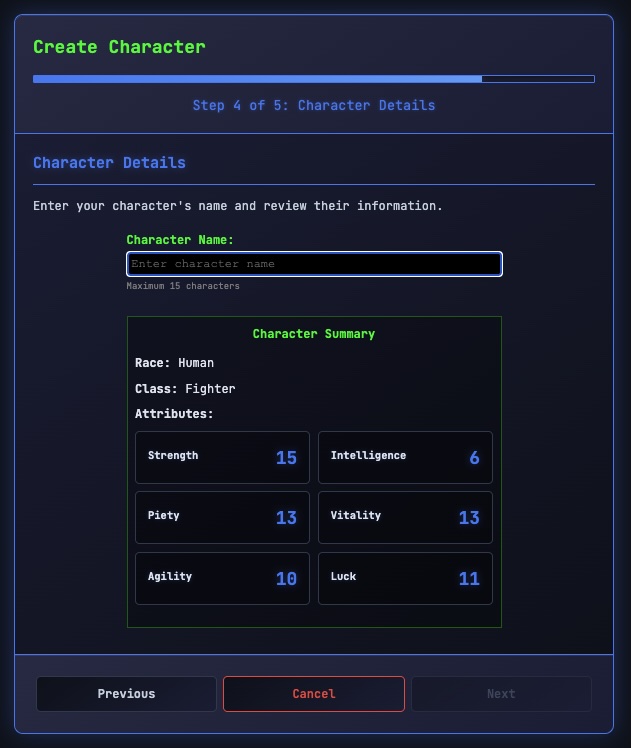 Create Character
Step 4 of 5: Character Details
Character Details
Enter your character's name and review their information.
Character Name:
Enter character name
Maximum 15 characters
Character Summary
Race: Human
Class: Fighter
Attributes:
Strength 15 Intelligence 6
Piety 13 Vitality 13
Agility 10 Luck 11
Previous Cancel Next